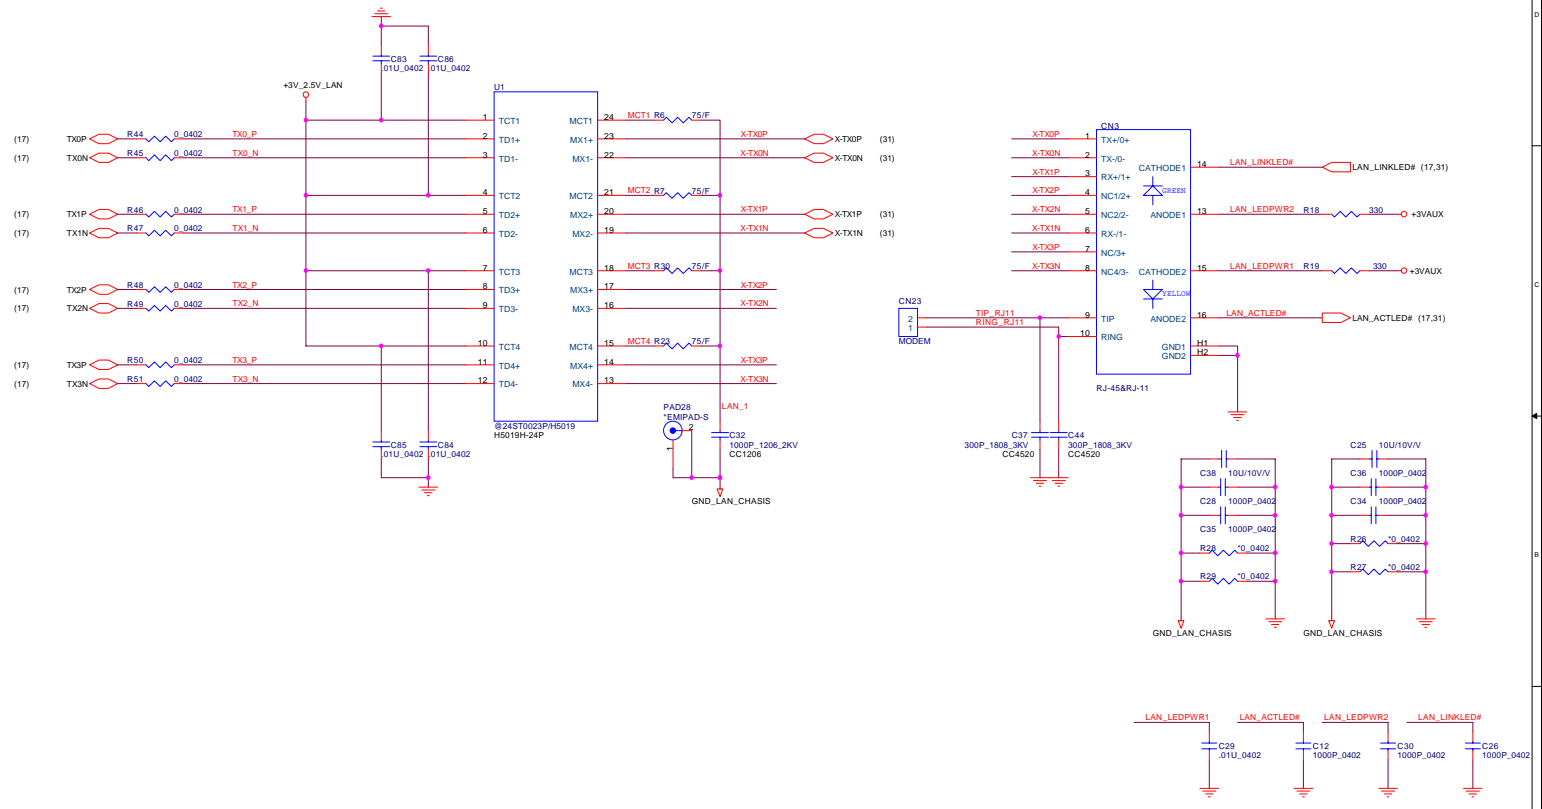 D
C83
.01U_0402
C86
.01U_0402
+3V_2.5V_LAN
U1
1 TCT1 MCT1 24 MCT1 R6 75/F
(17) TX0P R44 0_0402 TX0_P 2 TD1+ MX1+ 23 X-TX0P X-TX0P (31)
(17) TX0N R45 0_0402 TX0_N 3 TD1- MX1- 22 X-TX0N X-TX0N (31)
4 TCT2 MCT2 21 MCT2 R7 75/F
(17) TX1P R46 0_0402 TX1_P 5 TD2+ MX2+ 20 X-TX1P X-TX1P (31)
(17) TX1N R47 0_0402 TX1_N 6 TD2- MX2- 19 X-TX1N X-TX1N (31)
7 TCT3 MCT3 18 MCT3 R30 75/F
(17) TX2P R48 0_0402 TX2_P 8 TD3+ MX3+ 17 X-TX2P
(17) TX2N R49 0_0402 TX2_N 9 TD3- MX3- 16 X-TX2N
10 TCT4 MCT4 15 MCT4 R23 75/F
(17) TX3P R50 0_0402 TX3_P 11 TD4+ MX4+ 14 X-TX3P
(17) TX3N R51 0_0402 TX3_N 12 TD4- MX4- 13 X-TX3N
@24ST0023P/H5019
H5019H-24P
C85
.01U_0402
C84
.01U_0402
PAD28
*EMIPAD-S
2
1
LAN_1
C32
1000P_1206_2KV
CC1206
GND_LAN_CHASIS
CN3
X-TX0P 1 TX+/0+
X-TX0N 2 TX-/0-
X-TX1P 3 RX+/1+
X-TX2P 4 NC1/2+
X-TX2N 5 NC2/2-
X-TX1N 6 RX-/1-
X-TX3P 7 NC/3+
X-TX3N 8 NC4/3-
TIP_RJ11 9 TIP
RING_RJ11 10 RING
CATHODE1 14 LAN_LINKLED# LAN_LINKLED# (17,31)
GREEN
ANODE1 13 LAN_LEDPWR2 R18 330 +3VAUX
CATHODE2 15 LAN_LEDPWR1 R19 330 +3VAUX
YELLOW
ANODE2 16 LAN_ACTLED# LAN_ACTLED# (17,31)
GND1 H1
GND2 H2
RJ-45&RJ-11
CN23
2
1
MODEM
C37
300P_1808_3KV
CC4520
C44
300P_1808_3KV
CC4520
C
C38 10U/10V/V
C28 1000P_0402
C35 1000P_0402
R28 *0_0402
R29 *0_0402
GND_LAN_CHASIS
C25 10U/10V/V
C36 1000P_0402
C34 1000P_0402
R26 *0_0402
R27 *0_0402
GND_LAN_CHASIS
B
LAN_LEDPWR1
C29
.01U_0402
LAN_ACTLED#
C12
1000P_0402
LAN_LEDPWR2
C30
1000P_0402
LAN_LINKLED#
C26
1000P_0402